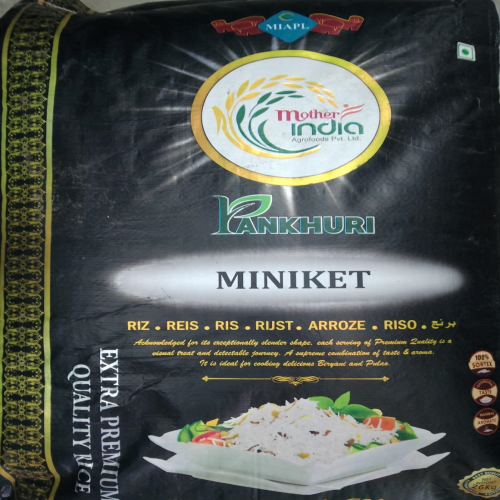 MIAPL
Mother
india
Agrofoods Pvt. Ltd.
PANKHURI
MINIKET
RIZ . REIS . RIS . RIJST . ARROZE . RISO . برنج
Acknowledged for its exceptionally slender shape, each serving of Premium Quality is a
visual treat and delectable journey. A supreme combination of taste & aroma.
It is ideal for cooking delicious Biryani and Pulao.
EXTRA PREMIUM
QUALITY RICE
100%
SORTEX
TASTE